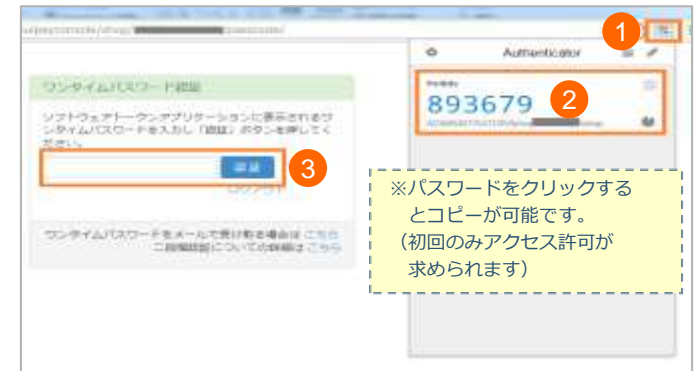 1
Authenticator
893679
2
ワンタイムパスワード認証
ソフトウェアトークンアプリケーションに表示されるワ
ンタイムパスワードを入力し「認証」ボタンを押してく
ださい。
認証
3
ログアウト
※パスワードをクリックする
とコピーが可能です。
（初回のみアクセス許可が
求められます）
ワンタイムパスワードをメールで受け取る場合は こちら
二段階認証についての詳細は こちら